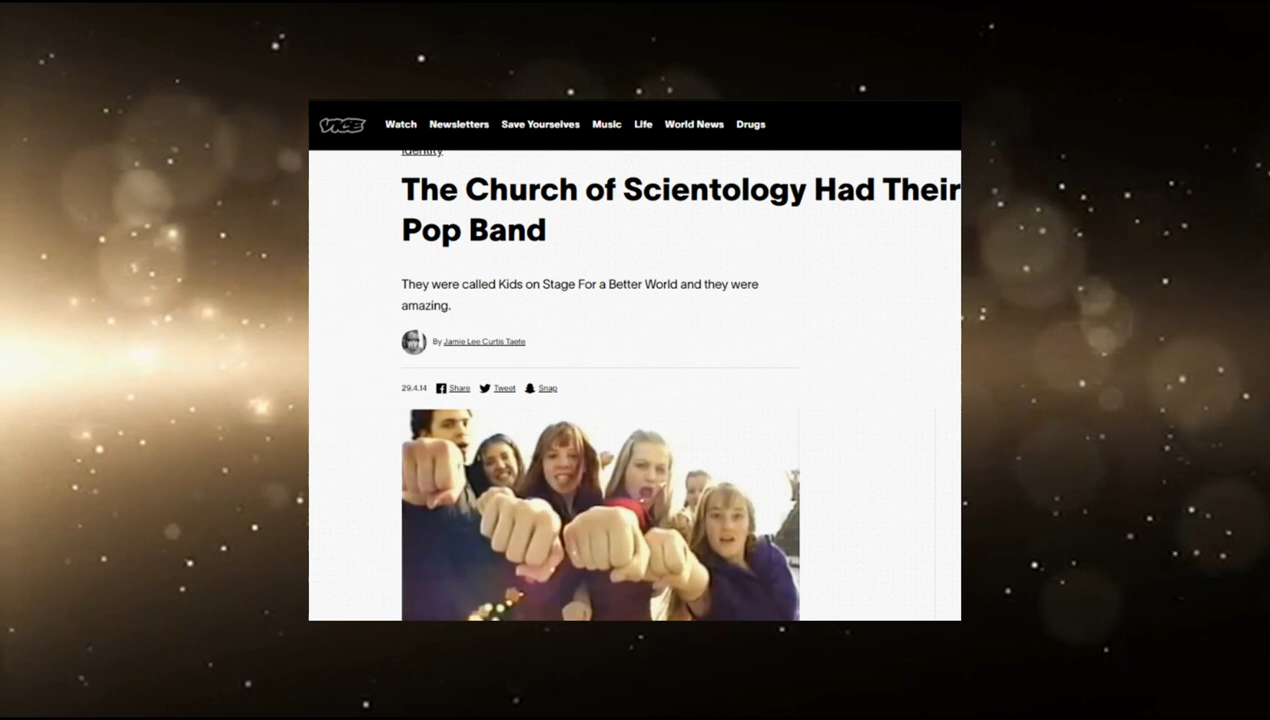 VICE Watch Newsletters Save Yourselves Music Life World News Drugs
Identity
The Church of Scientology Had Their
Pop Band
They were called Kids on Stage For a Better World and they were
amazing.
By Jamie Lee Curtis Taete
29.4.14 Share Tweet Snap